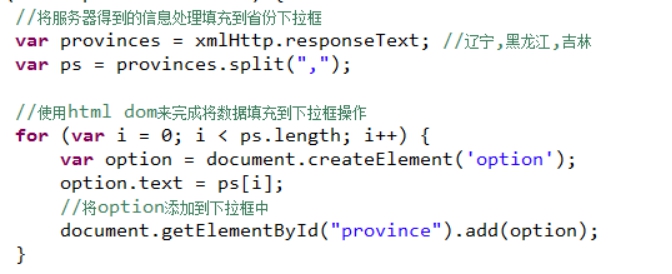 //将服务器得到的信息处理填充到省份下拉框
var provinces = xmlHttp.responseText; //辽宁,黑龙江,吉林
var ps = provinces.split(",");
//使用html dom来完成将数据填充到下拉框操作
for (var i = 0; i < ps.length; i++) {
var option = document.createElement('option');
option.text = ps[i];
//将option添加到下拉框中
document.getElementById("province").add(option);
}